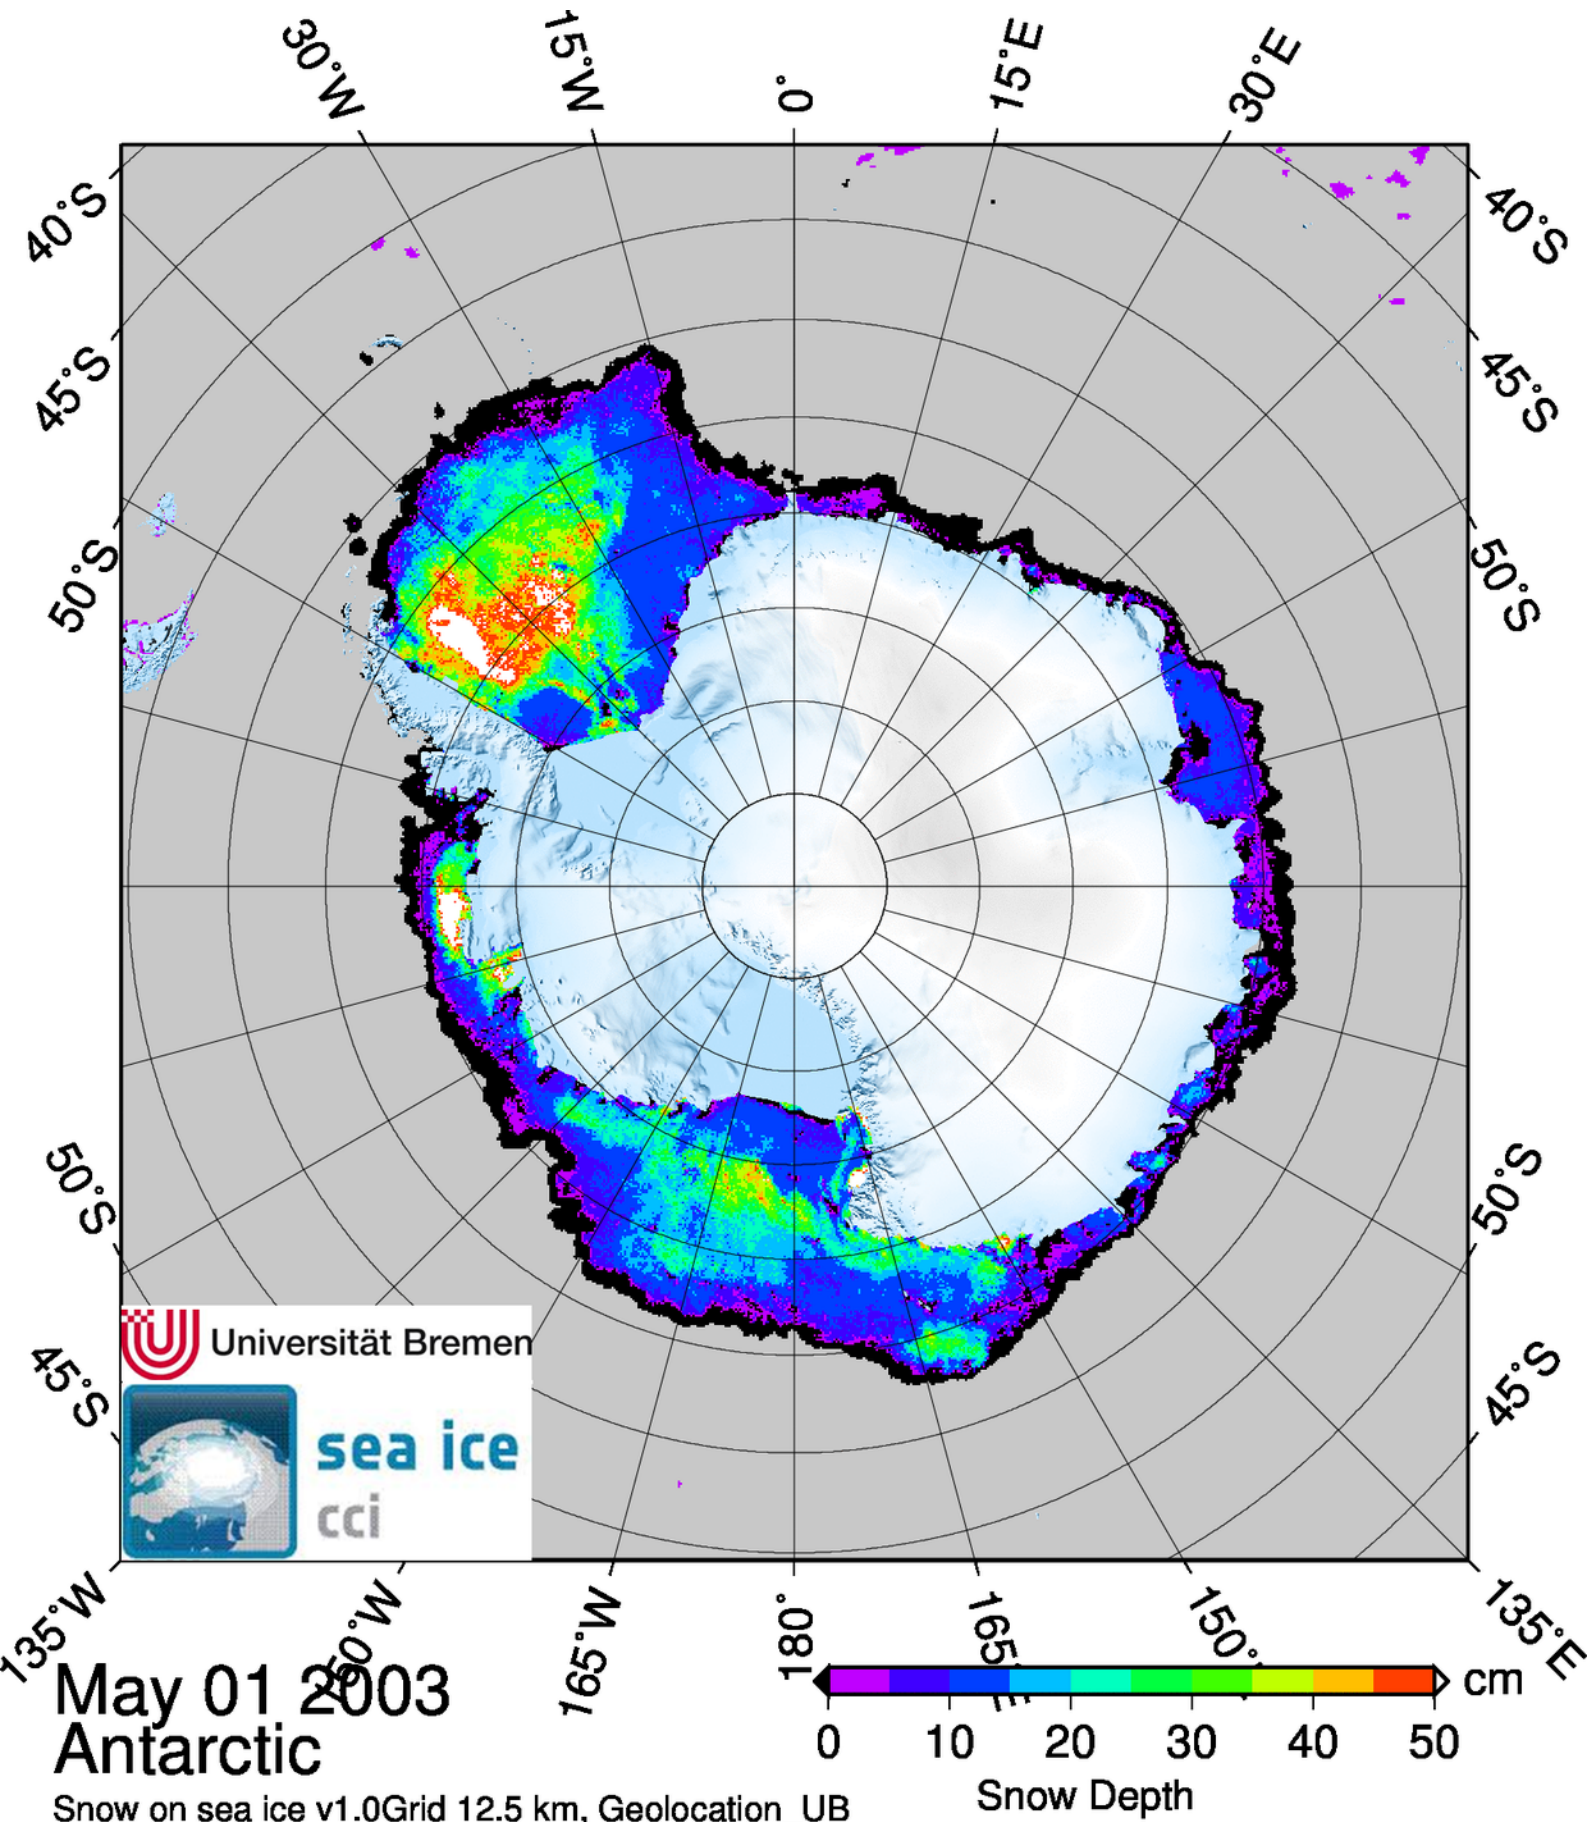 30°W 15°W 0° 15°E 30°E
40°S 40°S
45°S 45°S
50°S 50°S
50°S 50°S
45°S 45°S
Universität Bremen
sea ice
cci
135°W 165°W 180° 165° 150° 135°E
May 01 2003
Antarctic
cm
0 10 20 30 40 50
Snow Depth
Snow on sea ice v1.0Grid 12.5 km, Geolocation UB